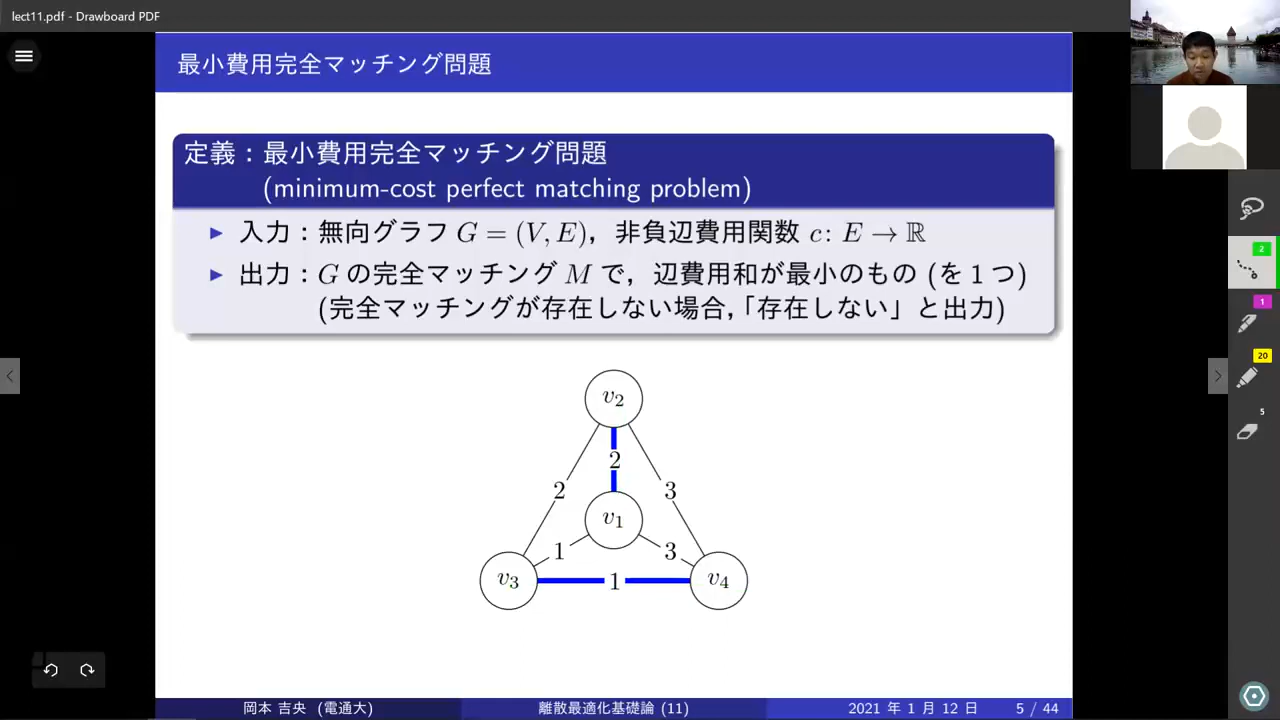 lect11.pdf - Drawboard PDF
最小費用完全マッチング問題
定義：最小費用完全マッチング問題
(minimum-cost perfect matching problem)
▶ 入力：無向グラフ G = (V, E)，非負辺費用関数 c: E → ℝ
▶ 出力：G の完全マッチング M で，辺費用和が最小のもの (を 1 つ)
(完全マッチングが存在しない場合，「存在しない」と出力)
v2
2
2 3
v1
1 3
v3 1 v4
2
1
20
5
岡本 吉央 (電通大) 離散最適化基礎論 (11) 2021 年 1 月 12 日 5 / 44